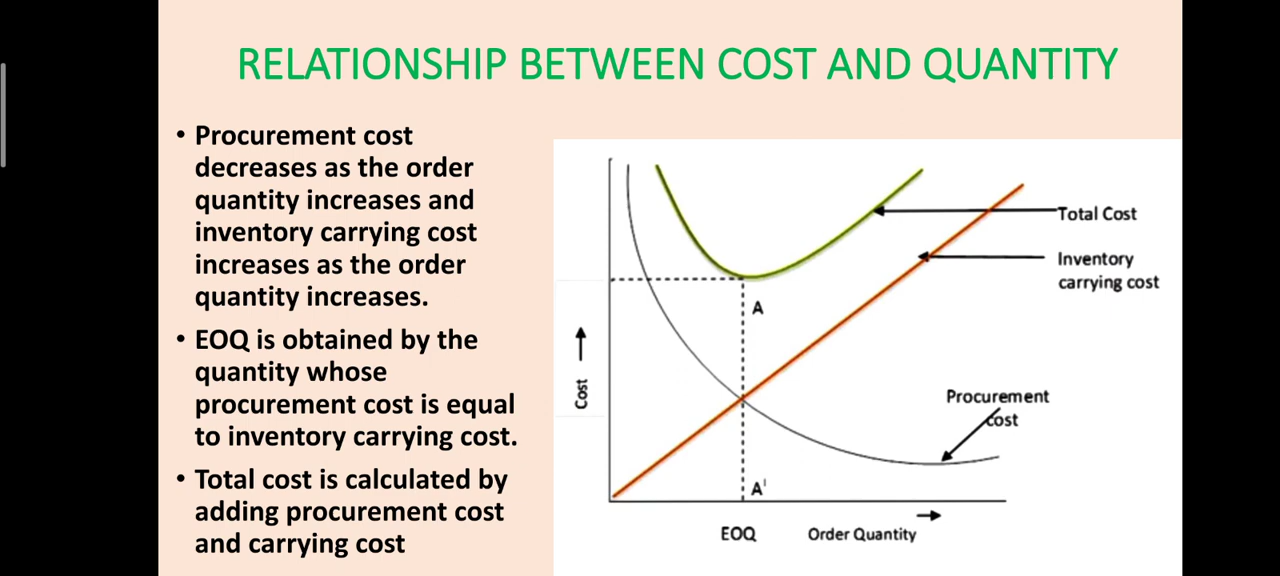 RELATIONSHIP BETWEEN COST AND QUANTITY
• Procurement cost
decreases as the order
quantity increases and
inventory carrying cost
increases as the order
quantity increases.
• EOQ is obtained by the
quantity whose
procurement cost is equal
to inventory carrying cost.
• Total cost is calculated by
adding procurement cost
and carrying cost
Total Cost
Inventory
carrying cost
A
Cost
Procurement
cost
A'
EOQ
Order Quantity